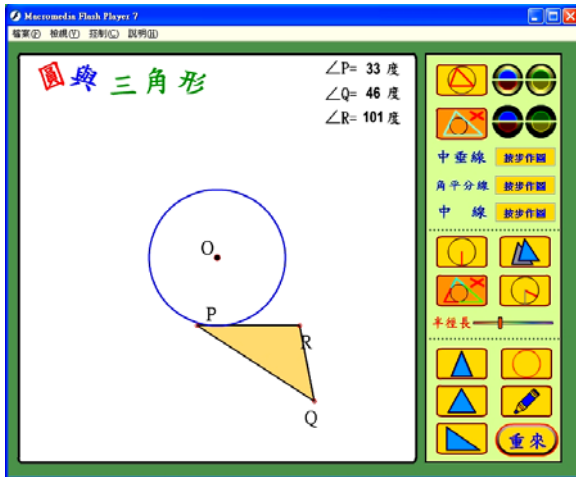 Macromedia Flash Player 7
檔案(F) 檢視(V) 控制(C) 說明(H)
圓與三角形
∠P= 33 度
∠Q= 46 度
∠R= 101 度
O
P
R
Q
中垂線 按步作圖
角平分線 按步作圖
中 線 按步作圖
半徑長
重來